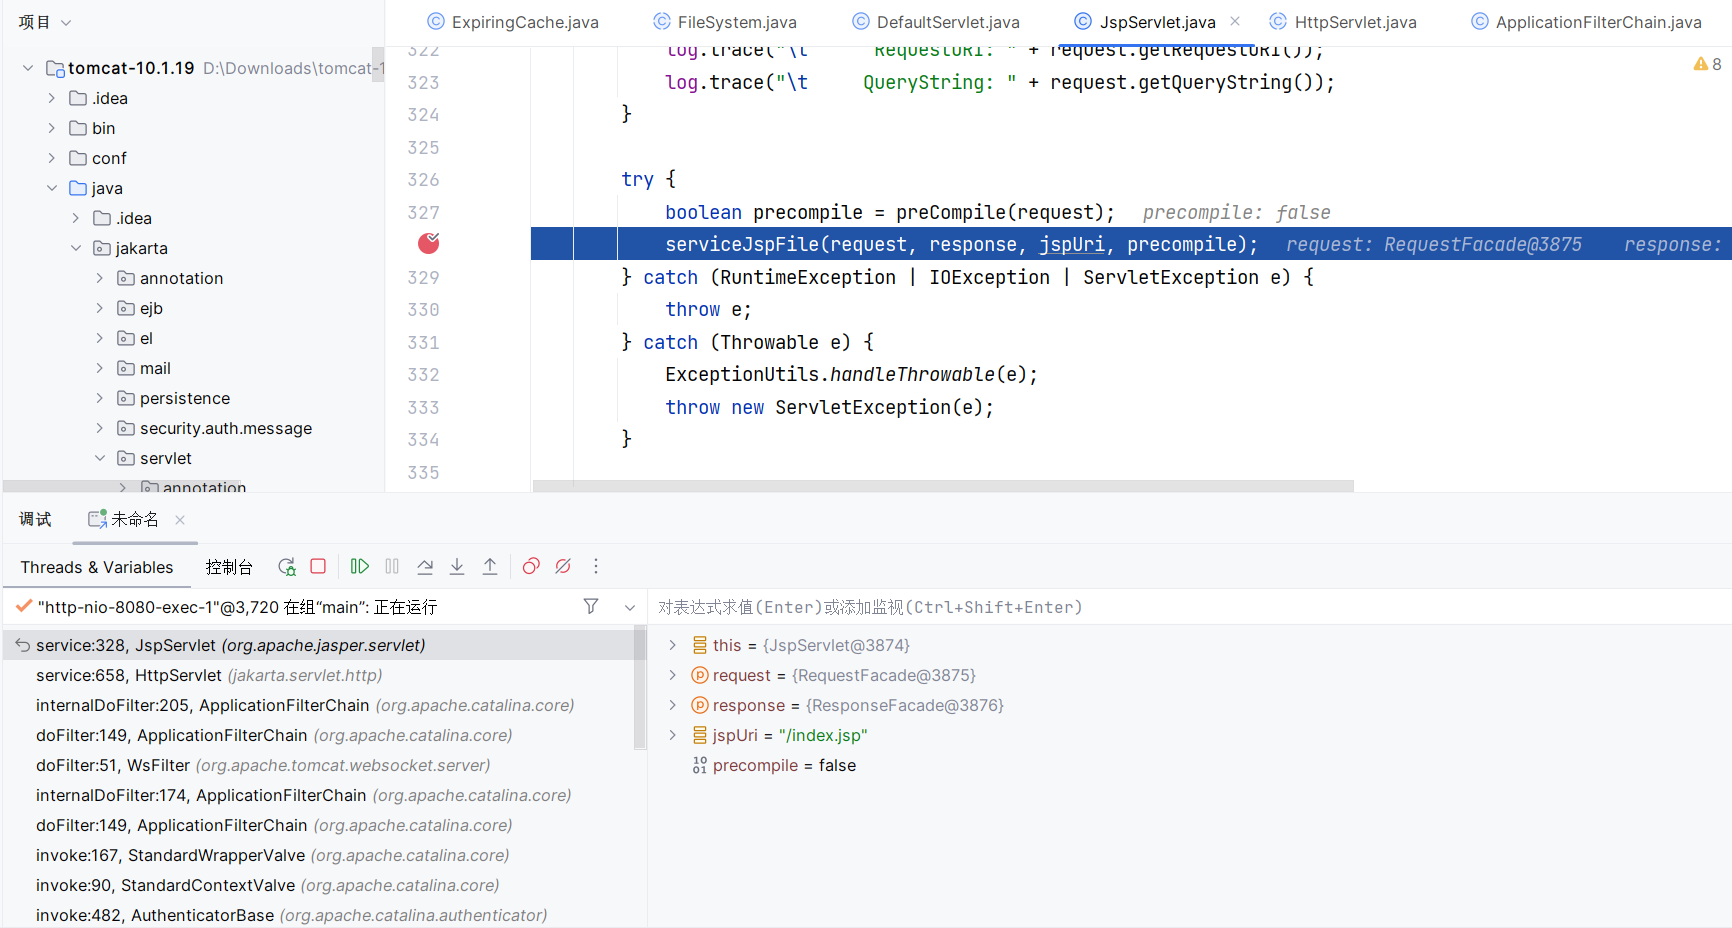 项目
ExpiringCache.java
FileSystem.java
DefaultServlet.java
JspServlet.java
HttpServlet.java
ApplicationFilterChain.java
tomcat-10.1.19 D:\Downloads\tomcat-1
.idea
bin
conf
java
.idea
jakarta
annotation
ejb
el
mail
persistence
security.auth.message
servlet
annotation
322 log.trace("\t RequestURI: " + request.getRequestURI());
323 log.trace("\t QueryString: " + request.getQueryString());
324 }
325
326 try {
327 boolean precompile = preCompile(request); precompile: false
serviceJspFile(request, response, jspUri, precompile); request: RequestFacade@3875 response:
329 } catch (RuntimeException | IOException | ServletException e) {
330 throw e;
331 } catch (Throwable e) {
332 ExceptionUtils.handleThrowable(e);
333 throw new ServletException(e);
334 }
335
8
调试
未命名
Threads & Variables
控制台
"http-nio-8080-exec-1"@3,720 在组“main”: 正在运行
service:328, JspServlet (org.apache.jasper.servlet)
service:658, HttpServlet (jakarta.servlet.http)
internalDoFilter:205, ApplicationFilterChain (org.apache.catalina.core)
doFilter:149, ApplicationFilterChain (org.apache.catalina.core)
doFilter:51, WsFilter (org.apache.tomcat.websocket.server)
internalDoFilter:174, ApplicationFilterChain (org.apache.catalina.core)
doFilter:149, ApplicationFilterChain (org.apache.catalina.core)
invoke:167, StandardWrapperValve (org.apache.catalina.core)
invoke:90, StandardContextValve (org.apache.catalina.core)
invoke:482, AuthenticatorBase (org.apache.catalina.authenticator)
对表达式求值(Enter)或添加监视(Ctrl+Shift+Enter)
this = {JspServlet@3874}
request = {RequestFacade@3875}
response = {ResponseFacade@3876}
jspUri = "/index.jsp"
precompile = false